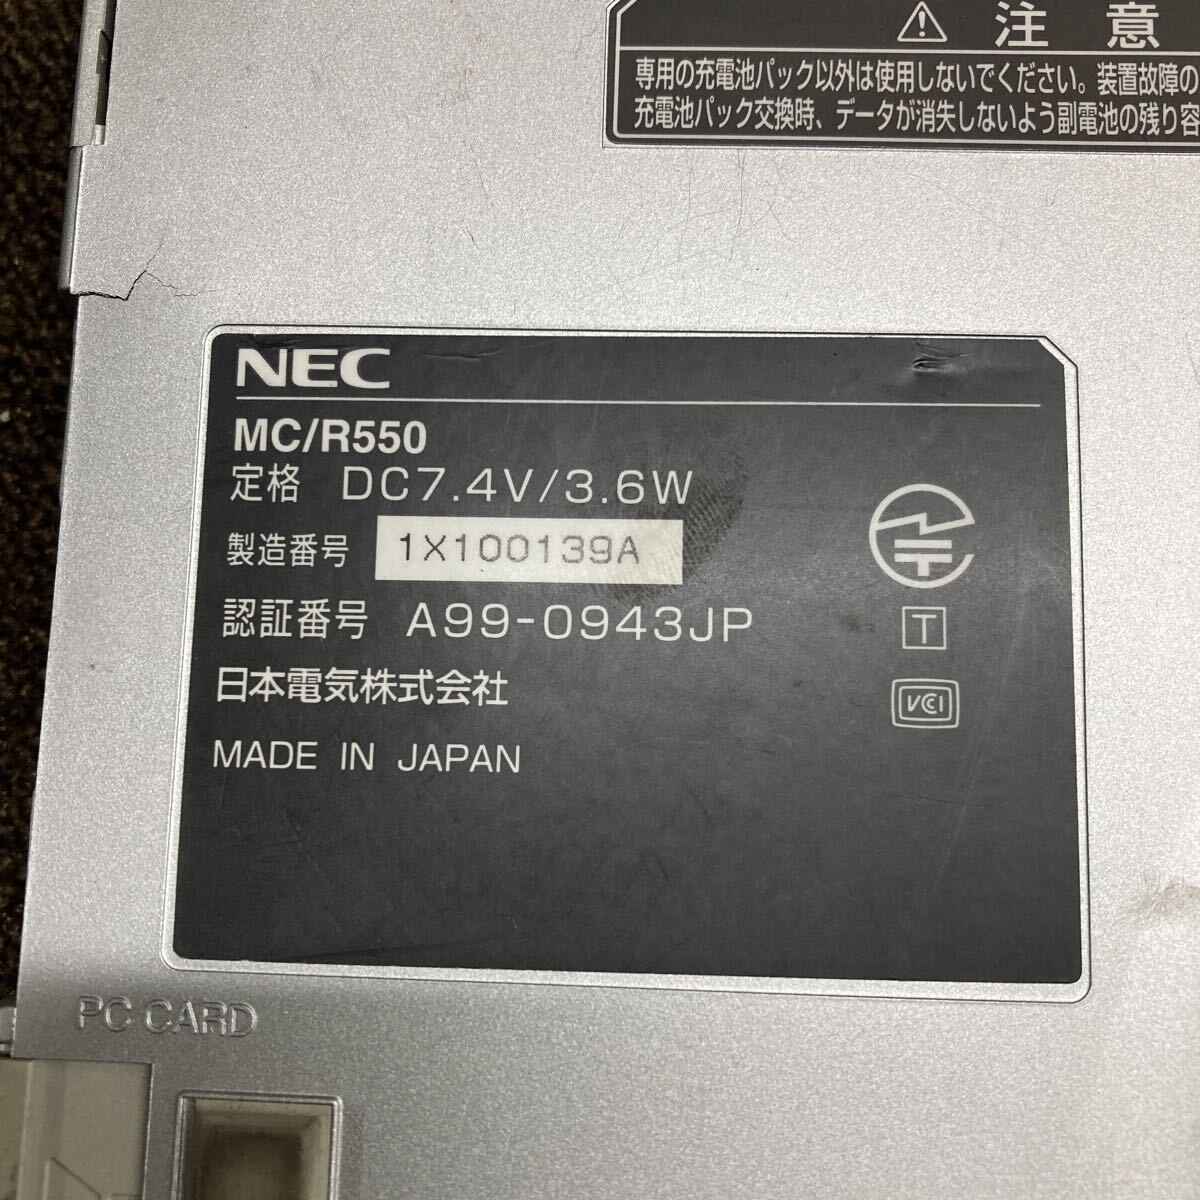 注意
専用の充電池パック以外は使用しないでください。装置故障の
充電池パック交換時、データが消失しないよう副電池の残り容
NEC
MC/R550
定格 DC7.4V/3.6W
製造番号 1X100139A
認証番号 A99-0943JP
T
VCI
日本電気株式会社
MADE IN JAPAN
PC CARD